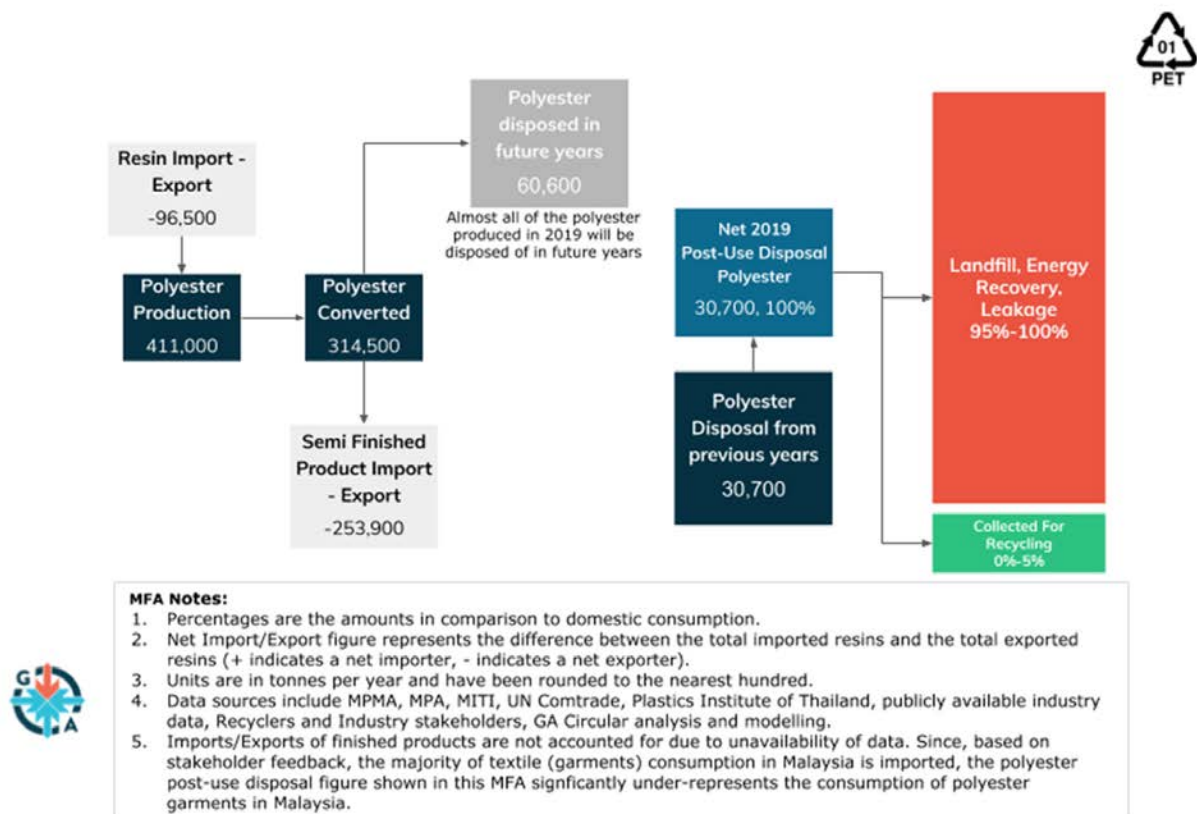 01
PET
Resin Import -
Export
-96,500
Polyester
Production
411,000
Polyester
Converted
314,500
Polyester
disposed in
future years
60,600
Almost all of the polyester
produced in 2019 will be
disposed of in future years
Semi Finished
Product Import
- Export
-253,900
Net 2019
Post-Use Disposal
Polyester
30,700, 100%
Polyester
Disposal from
previous years
30,700
Landfill, Energy
Recovery,
Leakage
95%-100%
Collected For
Recycling
0%-5%
MFA Notes:
1. Percentages are the amounts in comparison to domestic consumption.
2. Net Import/Export figure represents the difference between the total imported resins and the total exported
resins (+ indicates a net importer, - indicates a net exporter).
3. Units are in tonnes per year and have been rounded to the nearest hundred.
4. Data sources include MPMA, MPA, MITI, UN Comtrade, Plastics Institute of Thailand, publicly available industry
data, Recyclers and Industry stakeholders, GA Circular analysis and modelling.
5. Imports/Exports of finished products are not accounted for due to unavailability of data. Since, based on
stakeholder feedback, the majority of textile (garments) consumption in Malaysia is imported, the polyester
post-use disposal figure shown in this MFA signficantly under-represents the consumption of polyester
garments in Malaysia.
G
A